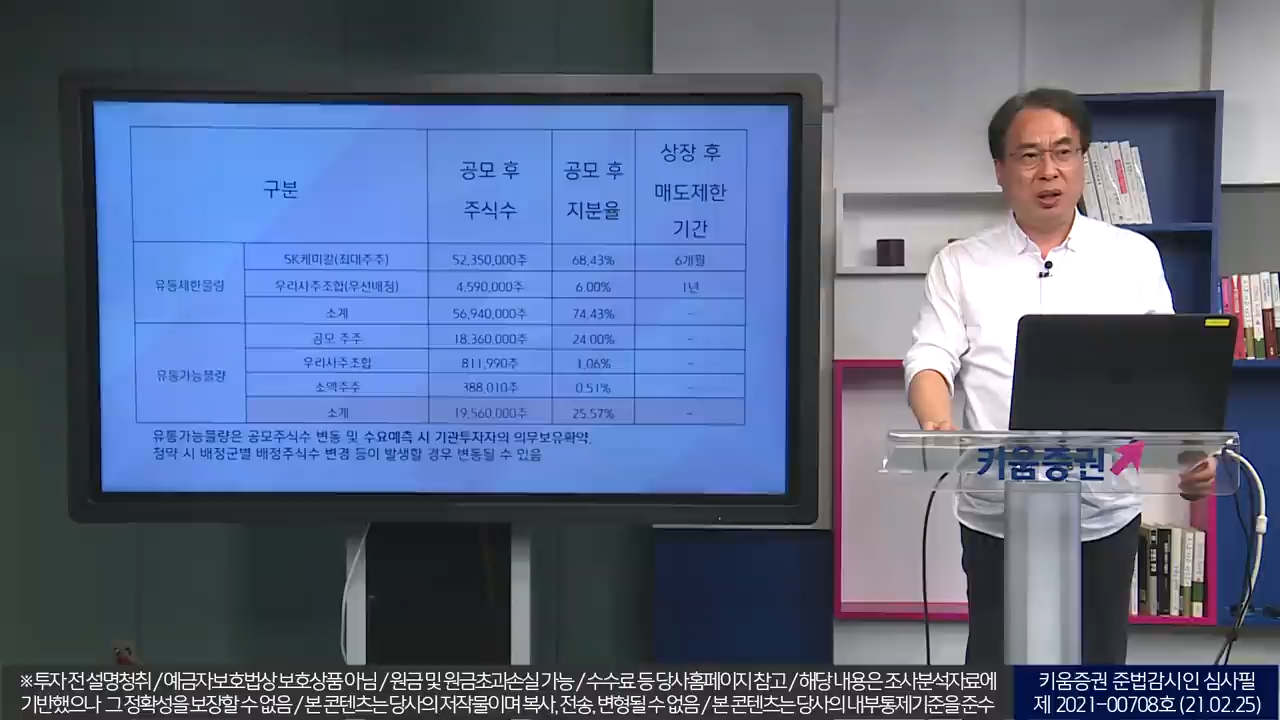 구분
공모 후
주식수
공모 후
지분율
상장 후
매도제한
기간
유통제한물량
SK케미칼(최대주주) 52,350,000주 68.43% 6개월
우리사주조합(우선배정) 4,590,000주 6.00% 1년
소계 56,940,000주 74.43% -
유통가능물량
공모 주주 18,360,000주 24.00% -
우리사주조합 811,990주 1.06% -
소액주주 388,010주 0.51% -
소계 19,560,000주 25.57% -
유통가능물량은 공모주식수 변동 및 수요예측 시 기관투자자의 의무보유확약,
청약 시 배정군별 배정주식수 변경 등이 발생할 경우 변동될 수 있음
키움증권
※ 투자 전 설명청취 / 예금자보호법상 보호상품 아님 / 원금 및 원금초과손실 가능 / 수수료 등 당사홈페이지 참고 / 해당 내용은 조사분석자료에
기반했으나 그 정확성을 보장할 수 없음 / 본 콘텐츠는 당사의 저작물이며 복사, 전송, 변형될 수 없음 / 본 콘텐츠는 당사의 내부통제기준을 준수
키움증권 준법감시인 심사필
제 2021-00708호 (21.02.25)